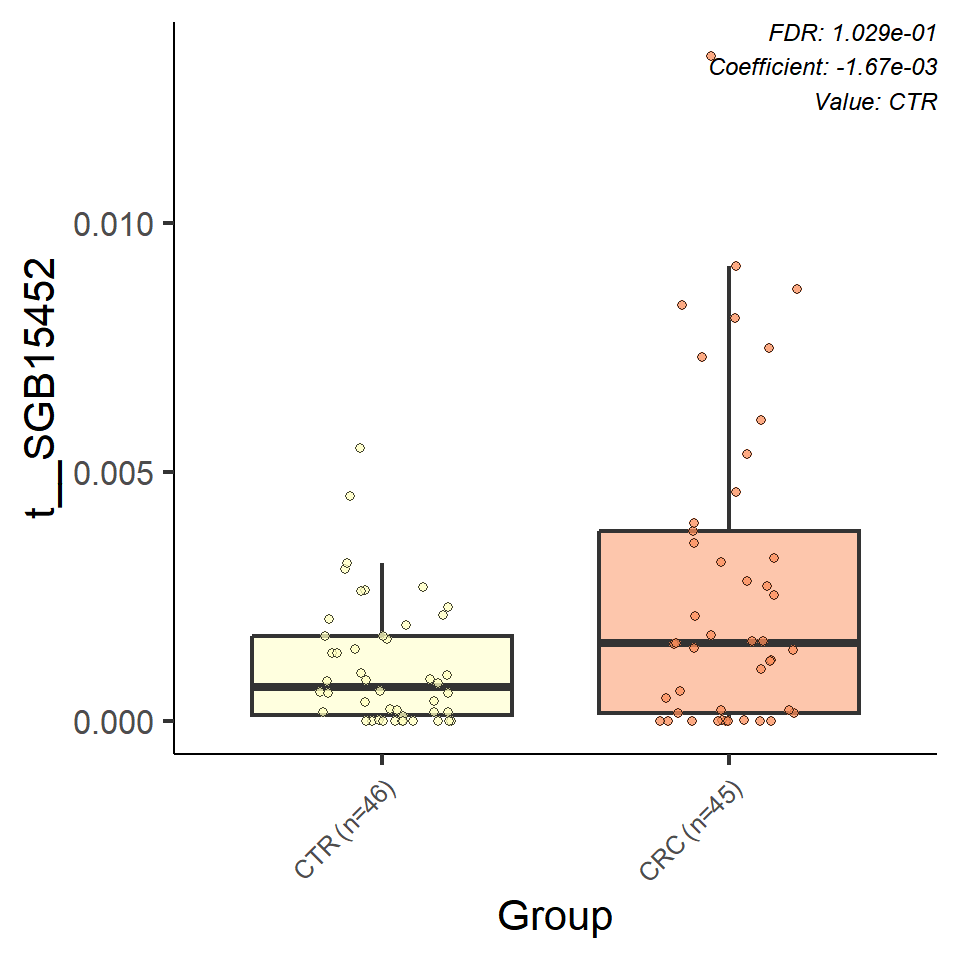 FDR: 1.029e-01
Coefficient: -1.67e-03
Value: CTR
t__SGB15452
0.010
0.005
0.000
CTR (n=46)
CRC (n=45)
Group